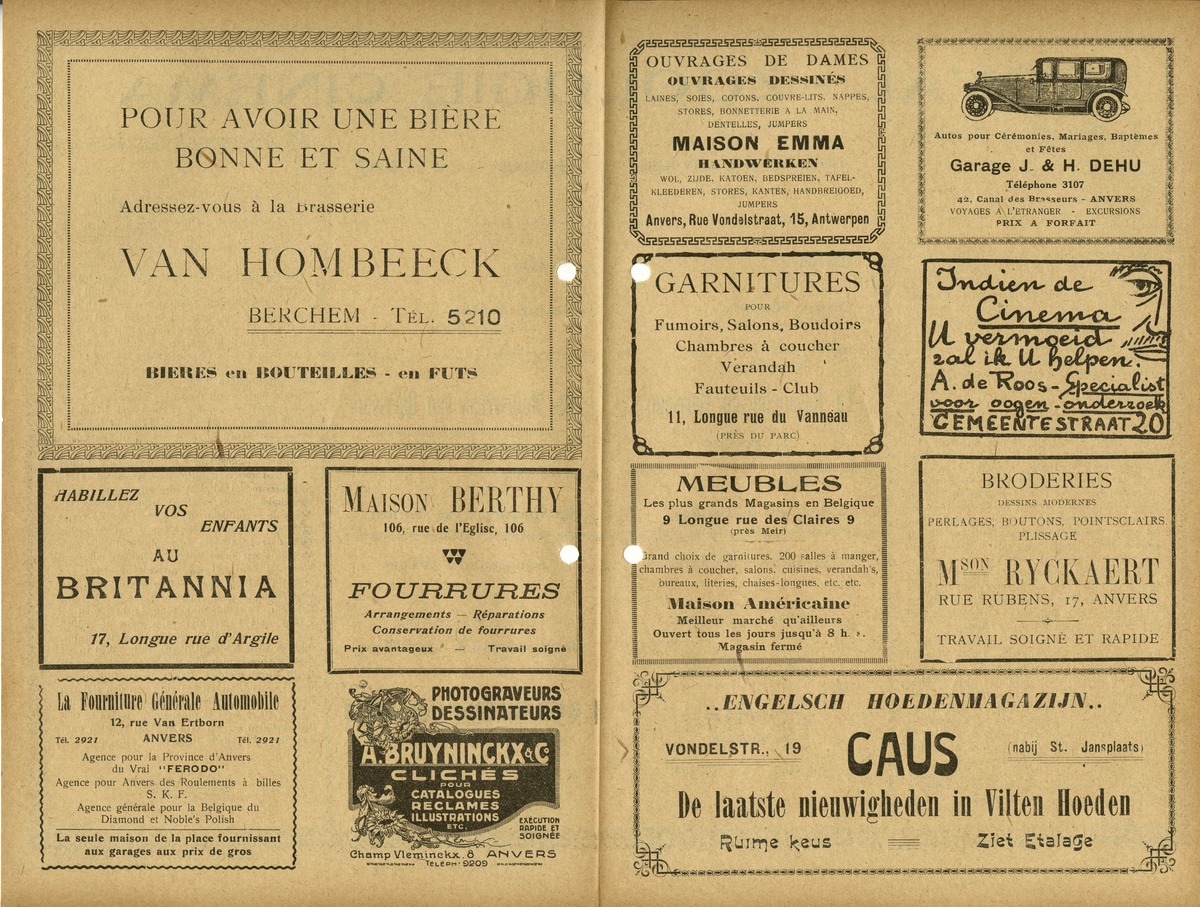 POUR AVOIR UNE BIÈRE
BONNE ET SAINE
Adressez-vous à la Brasserie
VAN HOMBEECK
BERCHEM - TÉL. 5210
BIERES en BOUTEILLES - en FUTS
HABILLEZ
VOS
ENFANTS
AU
BRITANNIA
17, Longue rue d'Argile
MAISON BERTHY
106, rue de l'Eglise, 106
FOURRURES
Arrangements — Réparations
Conservation de fourrures
Prix avantageux — Travail soigné
La Fourniture Générale Automobile
12, rue Van Ertborn
Tél. 2921 ANVERS Tél. 2921
Agence pour la Province d'Anvers
du Vrai "FERODO"
Agence pour Anvers des Roulements à billes
S. K. F.
Agence générale pour la Belgique du
Diamond et Noble's Polish
La seule maison de la place fournissant
aux garages aux prix de gros
PHOTOGRAVEURS
DESSINATEURS
A. BRUYNINCKX & Co
CLICHÉS
POUR
CATALOGUES
RECLAMES
ILLUSTRATIONS
ETC.
EXECUTION
RAPIDE ET
SOIGNÉE
Champ Vleminckx. 8 ANVERS
TELEPH. 9209
OUVRAGES DE DAMES
OUVRAGES DESSINÉS
LAINES, SOIES, COTONS, COUVRE-LITS, NAPPES,
STORES, BONNETTERIE A LA MAIN,
DENTELLES, JUMPERS
MAISON EMMA
HANDWERKEN
WOL, ZIJDE, KATOEN, BEDSPREIEN, TAFEL-
KLEEDEREN, STORES, KANTEN, HANDBREIGOED,
JUMPERS
Anvers, Rue Vondelstraat, 15, Antwerpen
Autos pour Cérémonies, Mariages, Baptêmes
et Fêtes
Garage J. & H. DEHU
Téléphone 3107
42, Canal des Brasseurs - ANVERS
VOYAGES A L'ETRANGER - EXCURSIONS
PRIX A FORFAIT
GARNITURES
POUR
Fumoirs, Salons, Boudoirs
Chambres à coucher
Verandah
Fauteuils - Club
11, Longue rue du Vanneau
(PRÈS DU PARC)
Indien de
Cinema
U vermoeid
zal ik U helpen.
A. de Roos - Specialist
voor oogen-onderzoek
GEMEENTESTRAAT 20
MEUBLES
Les plus grands Magasins en Belgique
9 Longue rue des Claires 9
(près Meir)
Grand choix de garnitures, 200 salles à manger,
chambres à coucher, salons, cuisines, verandah's,
bureaux, literies, chaises-longues, etc. etc.
Maison Américaine
Meilleur marché qu'ailleurs
Ouvert tous les jours jusqu'à 8 h. s.
Magasin fermé
BRODERIES
DESSINS MODERNES
PERLAGES, BOUTONS, POINTSCLAIRS
PLISSAGE
MSON RYCKAERT
RUE RUBENS, 17, ANVERS
TRAVAIL SOIGNÉ ET RAPIDE
..ENGELSCH HOEDENMAGAZIJN..
VONDELSTR., 19 CAUS (nabij St. Jansplaats)
De laatste nieuwigheden in Vilten Hoeden
Ruime keus Ziet Etalage